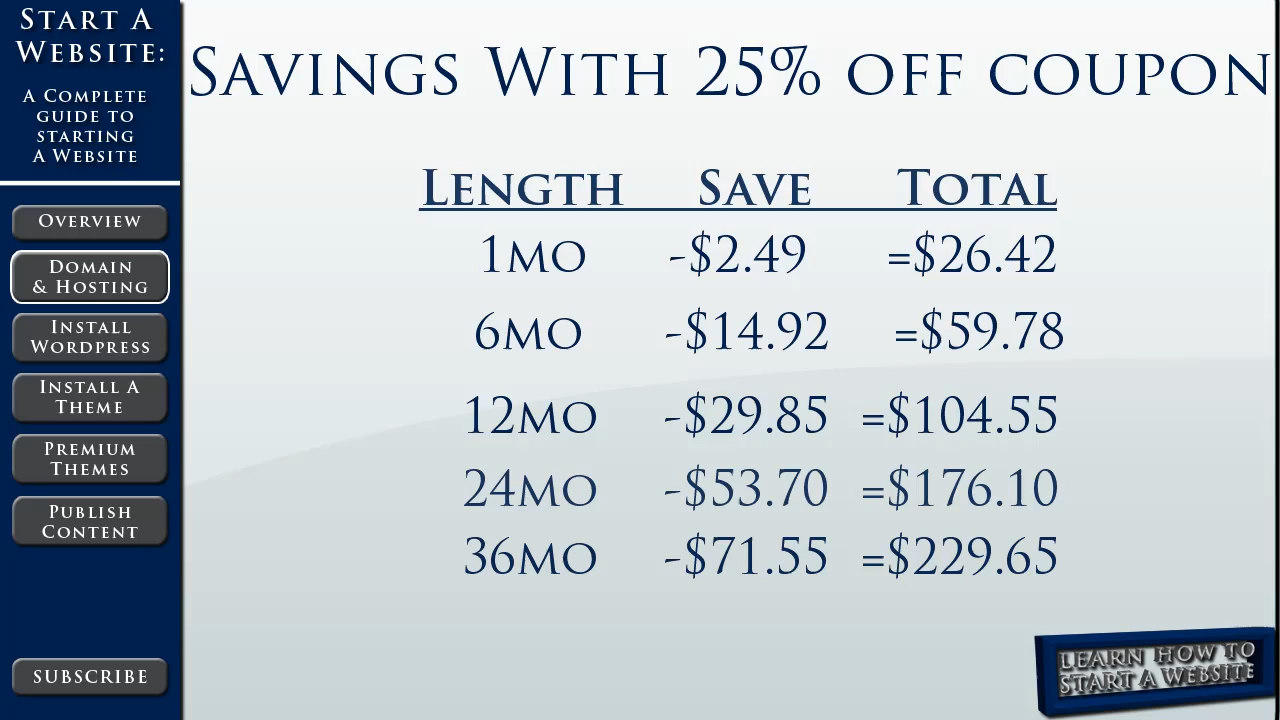 Start A
Website:
A Complete
guide to
starting
A Website
Overview
Domain
& Hosting
Install
Wordpress
Install A
Theme
Premium
Themes
Publish
Content
SUBSCRIBE
Savings With 25% off coupon
Length Save Total
1mo -$2.49 =$26.42
6mo -$14.92 =$59.78
12mo -$29.85 =$104.55
24mo -$53.70 =$176.10
36mo -$71.55 =$229.65
LEARN HOW TO
START A WEBSITE